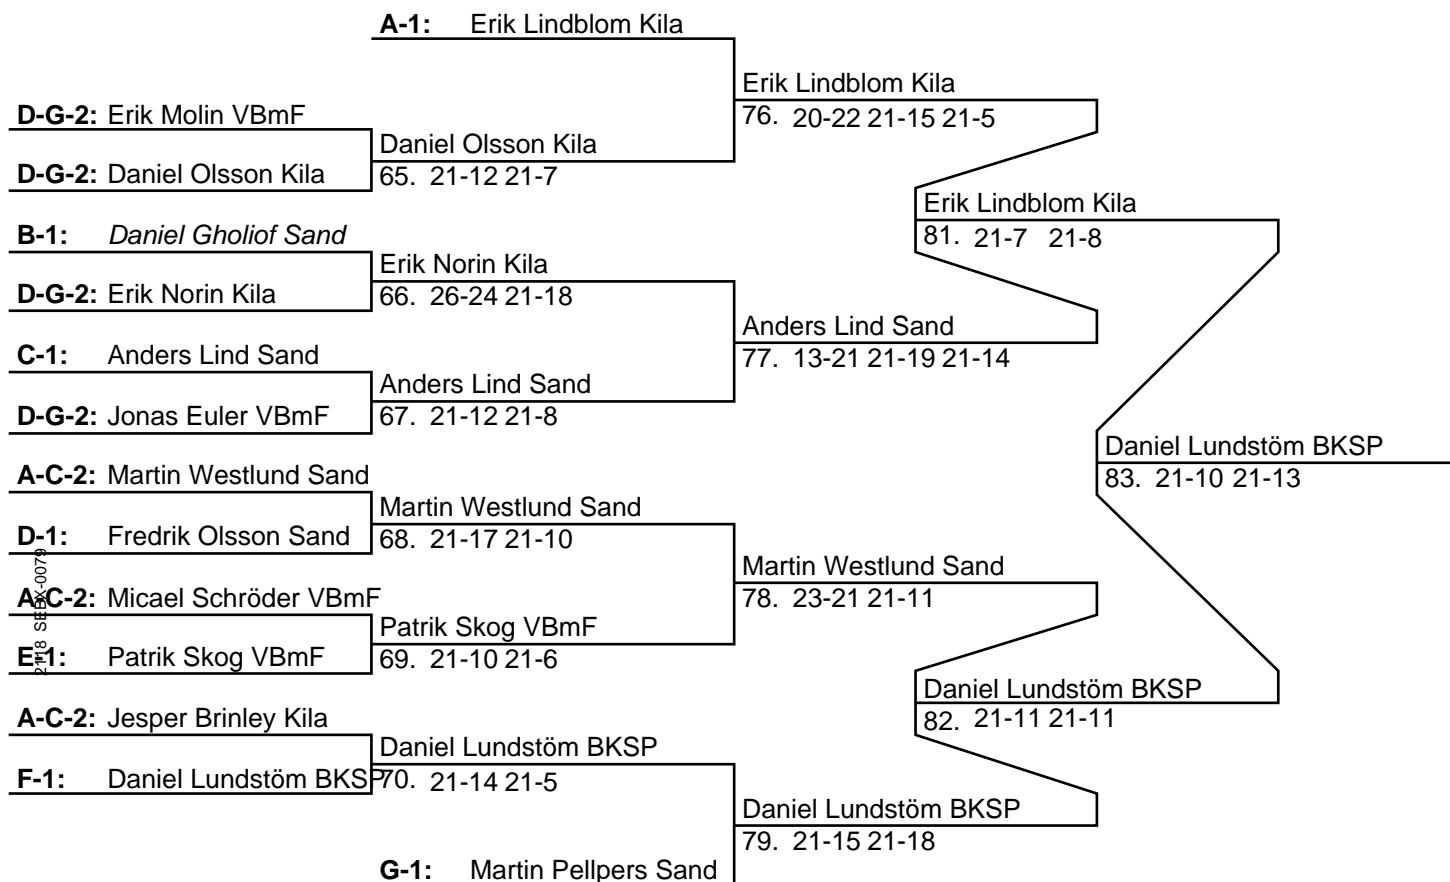 A-1: Erik Lindblom Kila
Erik Lindblom Kila
76. 20-22 21-15 21-5
D-G-2: Erik Molin VBmF
Daniel Olsson Kila
D-G-2: Daniel Olsson Kila
65. 21-12 21-7
Erik Lindblom Kila
81. 21-7 21-8
B-1: Daniel Gholiof Sand
Erik Norin Kila
D-G-2: Erik Norin Kila
66. 26-24 21-18
Anders Lind Sand
77. 13-21 21-19 21-14
C-1: Anders Lind Sand
Anders Lind Sand
D-G-2: Jonas Euler VBmF
67. 21-12 21-8
Daniel Lundstöm BKSP
83. 21-10 21-13
A-C-2: Martin Westlund Sand
Martin Westlund Sand
D-1: Fredrik Olsson Sand
68. 21-17 21-10
Martin Westlund Sand
78. 23-21 21-11
A-C-2: Micael Schröder VBmF
Patrik Skog VBmF
E-1: Patrik Skog VBmF
69. 21-10 21-6
2118 SEBX-0079
Daniel Lundstöm BKSP
82. 21-11 21-11
A-C-2: Jesper Brinley Kila
Daniel Lundstöm BKSP
F-1: Daniel Lundstöm BKSP
70. 21-14 21-5
Daniel Lundstöm BKSP
79. 21-15 21-18
G-1: Martin Pellpers Sand